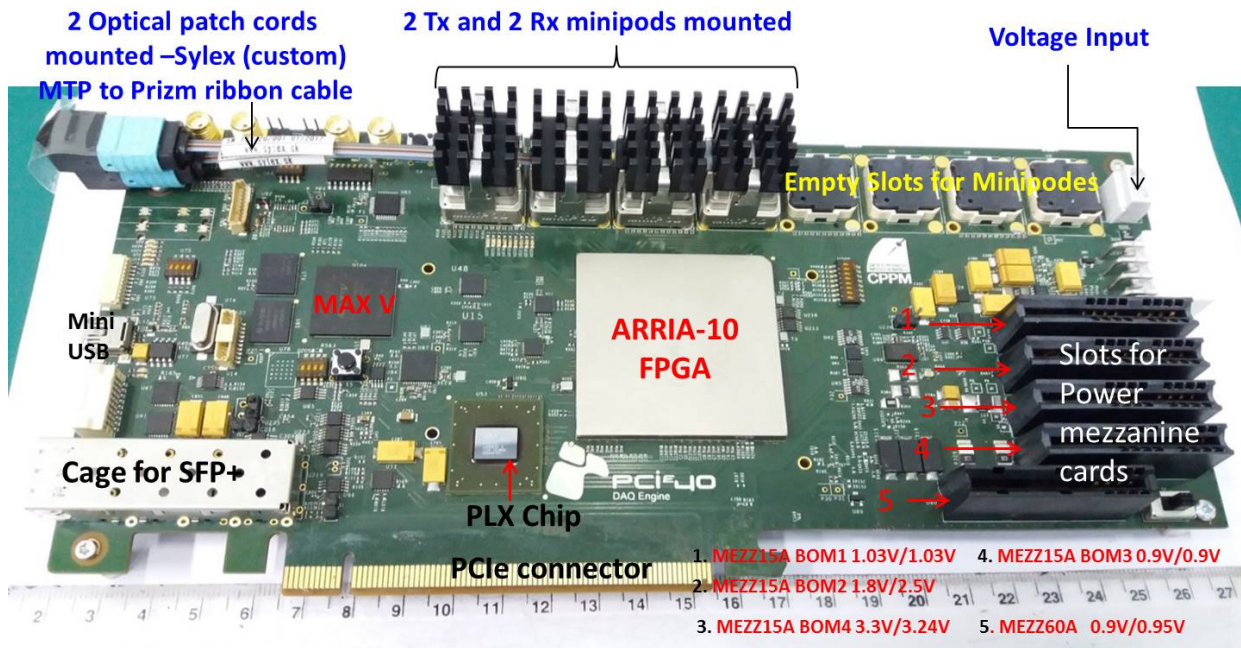 2 Optical patch cords
mounted –Sylex (custom)
MTP to Prizm ribbon cable
2 Tx and 2 Rx minipods mounted
Voltage Input
www.sylex.sk
Empty Slots for Minipodes
CPPM
MAX V
U48
U15
ARRIA-10
FPGA
Mini
USB
1
2
3
4
5
Slots for
Power
mezzanine
cards
Cage for SFP+
U52
PLX Chip
PCIe40
DAQ Engine
PCIe connector
1. MEZZ15A BOM1 1.03V/1.03V
2. MEZZ15A BOM2 1.8V/2.5V
3. MEZZ15A BOM4 3.3V/3.24V
4. MEZZ15A BOM3 0.9V/0.9V
5. MEZZ60A 0.9V/0.95V
2 3 4 5 6 7 8 9 10 11 12 13 14 15 16 17 18 19 20 21 22 23 24 25 26 27